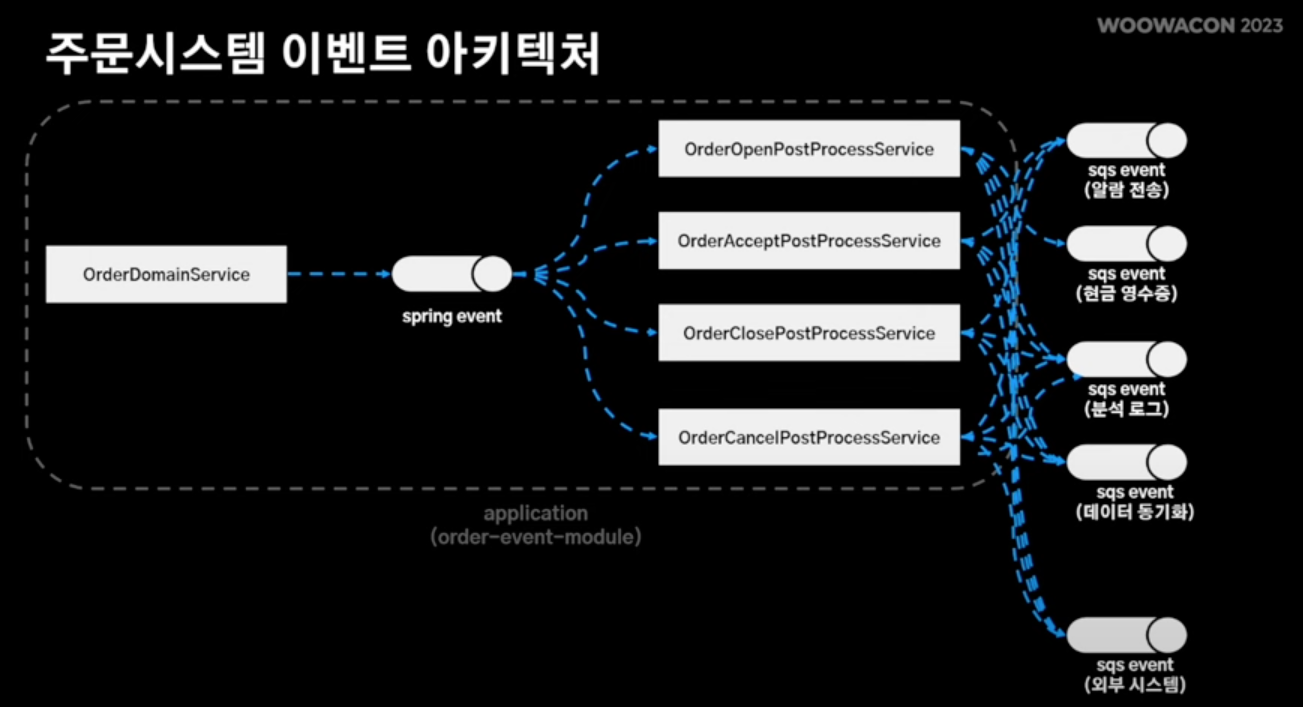 WOOWACON 2023
주문시스템 이벤트 아키텍처
OrderDomainService
spring event
OrderOpenPostProcessService
OrderAcceptPostProcessService
OrderClosePostProcessService
OrderCancelPostProcessService
application
(order-event-module)
sqs event
(알람 전송)
sqs event
(현금 영수증)
sqs event
(분석 로그)
sqs event
(데이터 동기화)
sqs event
(외부 시스템)